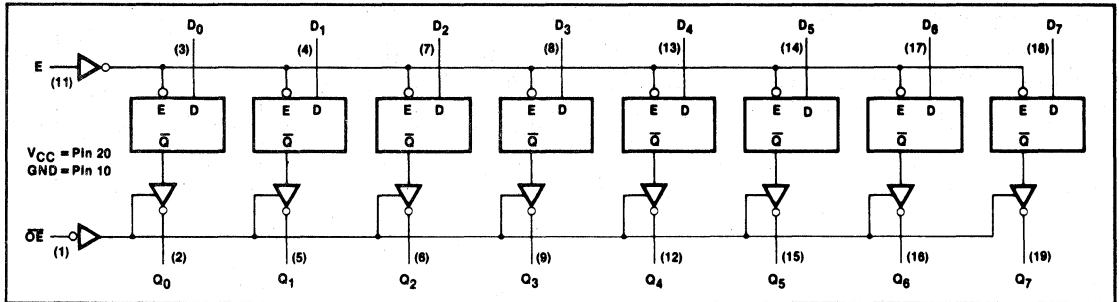 D0 D1 D2 D3 D4 D5 D6 D7
(3) (4) (7) (8) (13) (14) (17) (18)
E
(11)
E D E D E D E D E D E D E D E D
Q̅ Q̅ Q̅ Q̅ Q̅ Q̅ Q̅ Q̅
VCC = Pin 20
GND = Pin 10
O̅E̅
(1)
(2) (5) (6) (9) (12) (15) (16) (19)
Q0 Q1 Q2 Q3 Q4 Q5 Q6 Q7